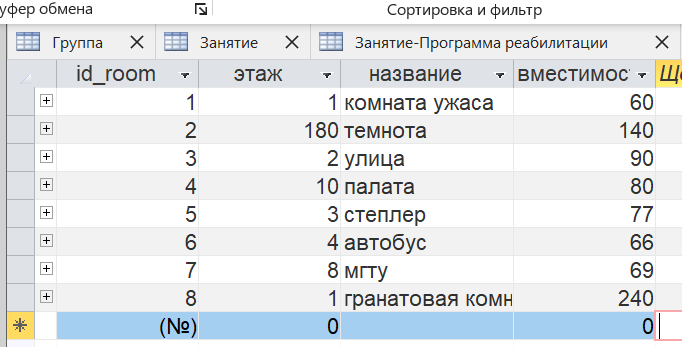 уфер обмена Сортировка и фильтр
Группа Занятие Занятие-Программа реабилитации
id_room этаж название вместимос Ще
1 1 комната ужаса 60
2 180 темнота 140
3 2 улица 90
4 10 палата 80
5 3 степлер 77
6 4 автобус 66
7 8 мгту 69
8 1 гранатовая комн 240
(№) 0 0